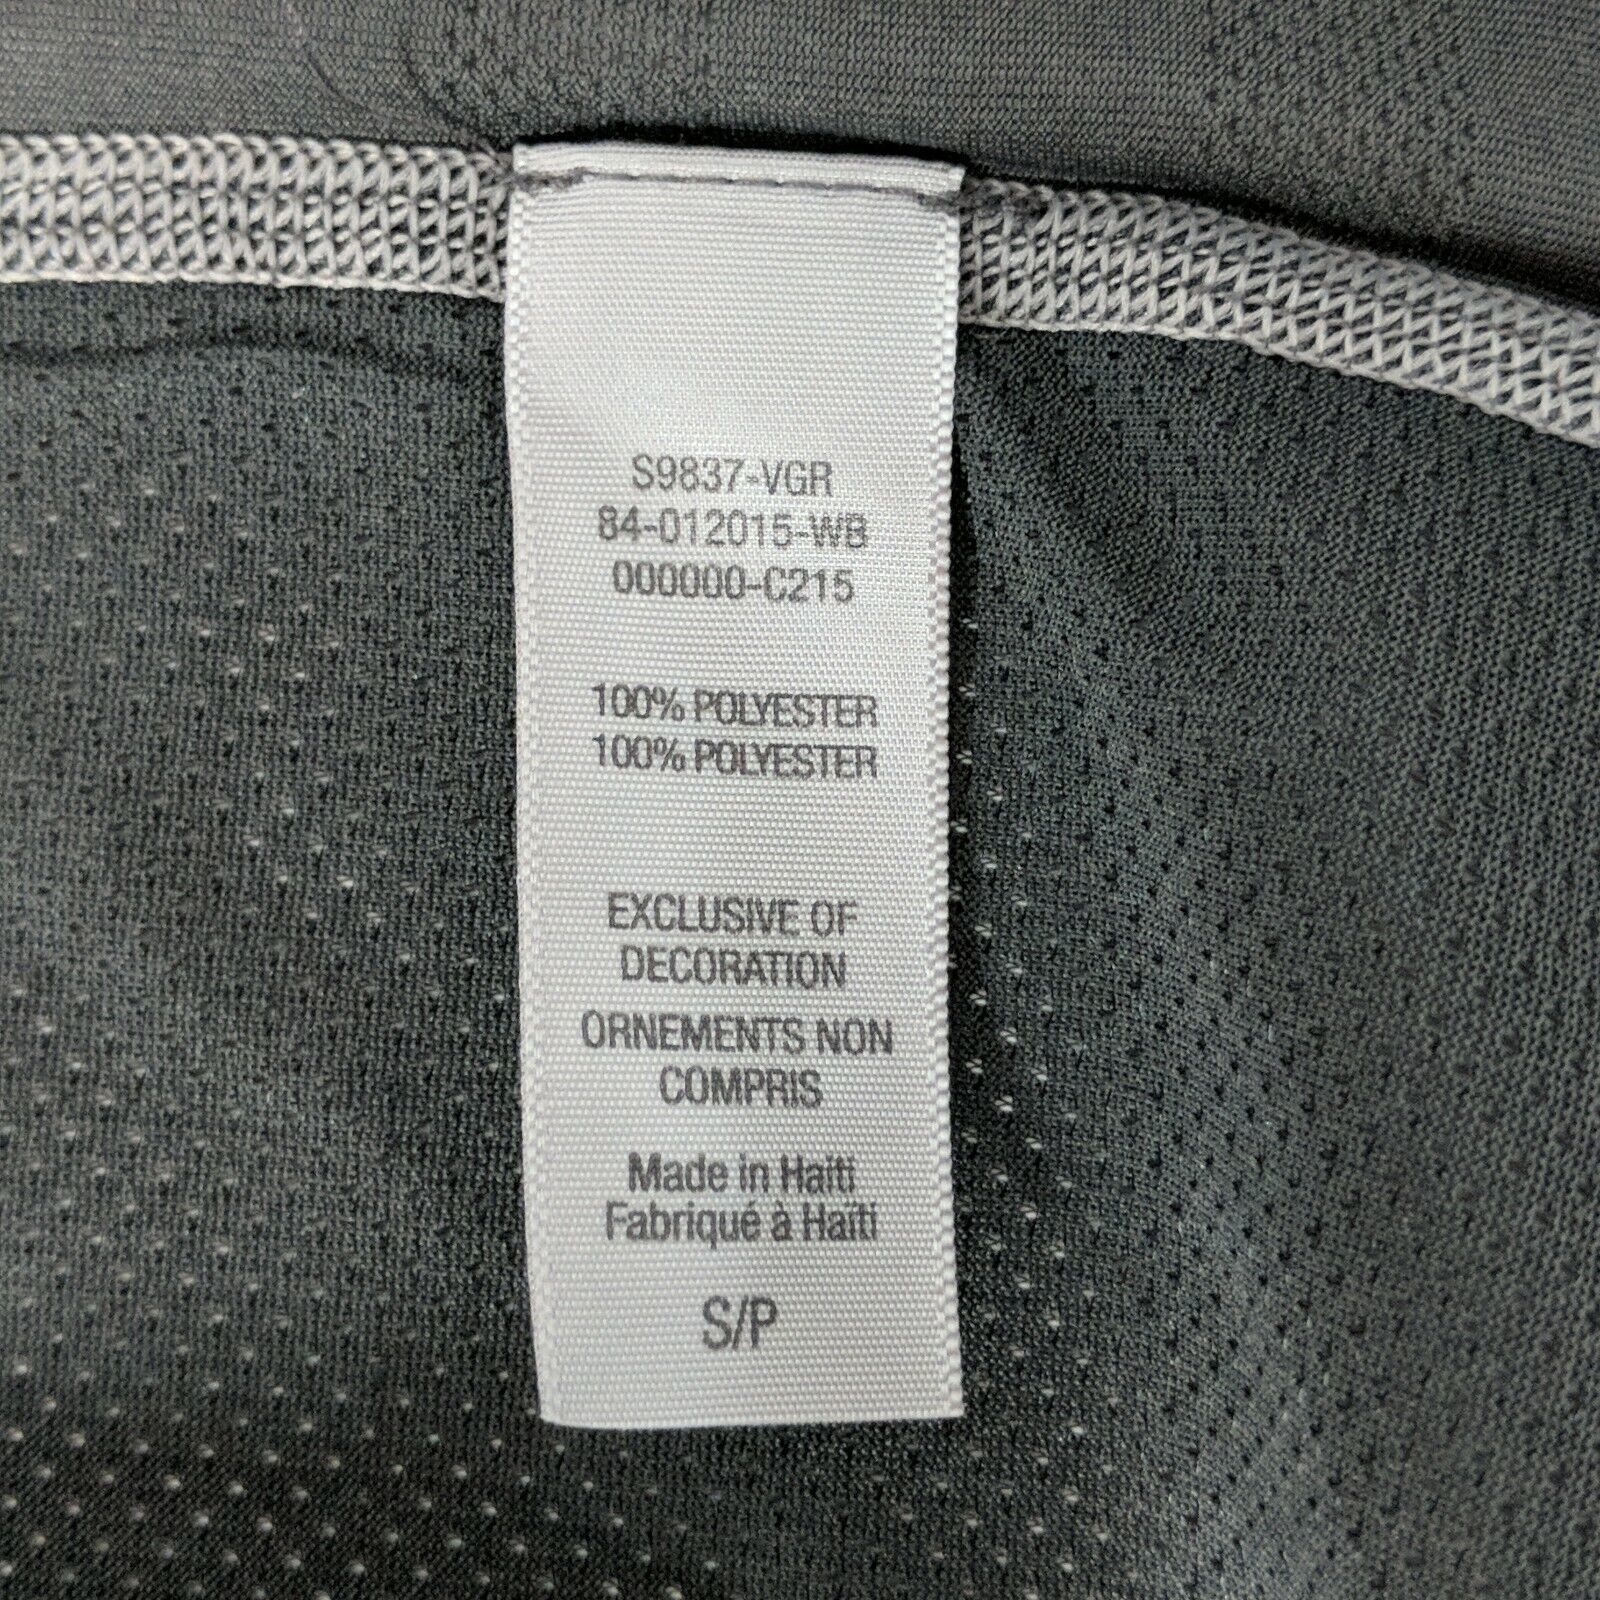 S9837-VGR
84-012015-WB
000000-C215
100% POLYESTER
100% POLYESTER
EXCLUSIVE OF
DECORATION
ORNEMENTS NON
COMPRIS
Made in Haiti
Fabriqué à Haïti
S/P